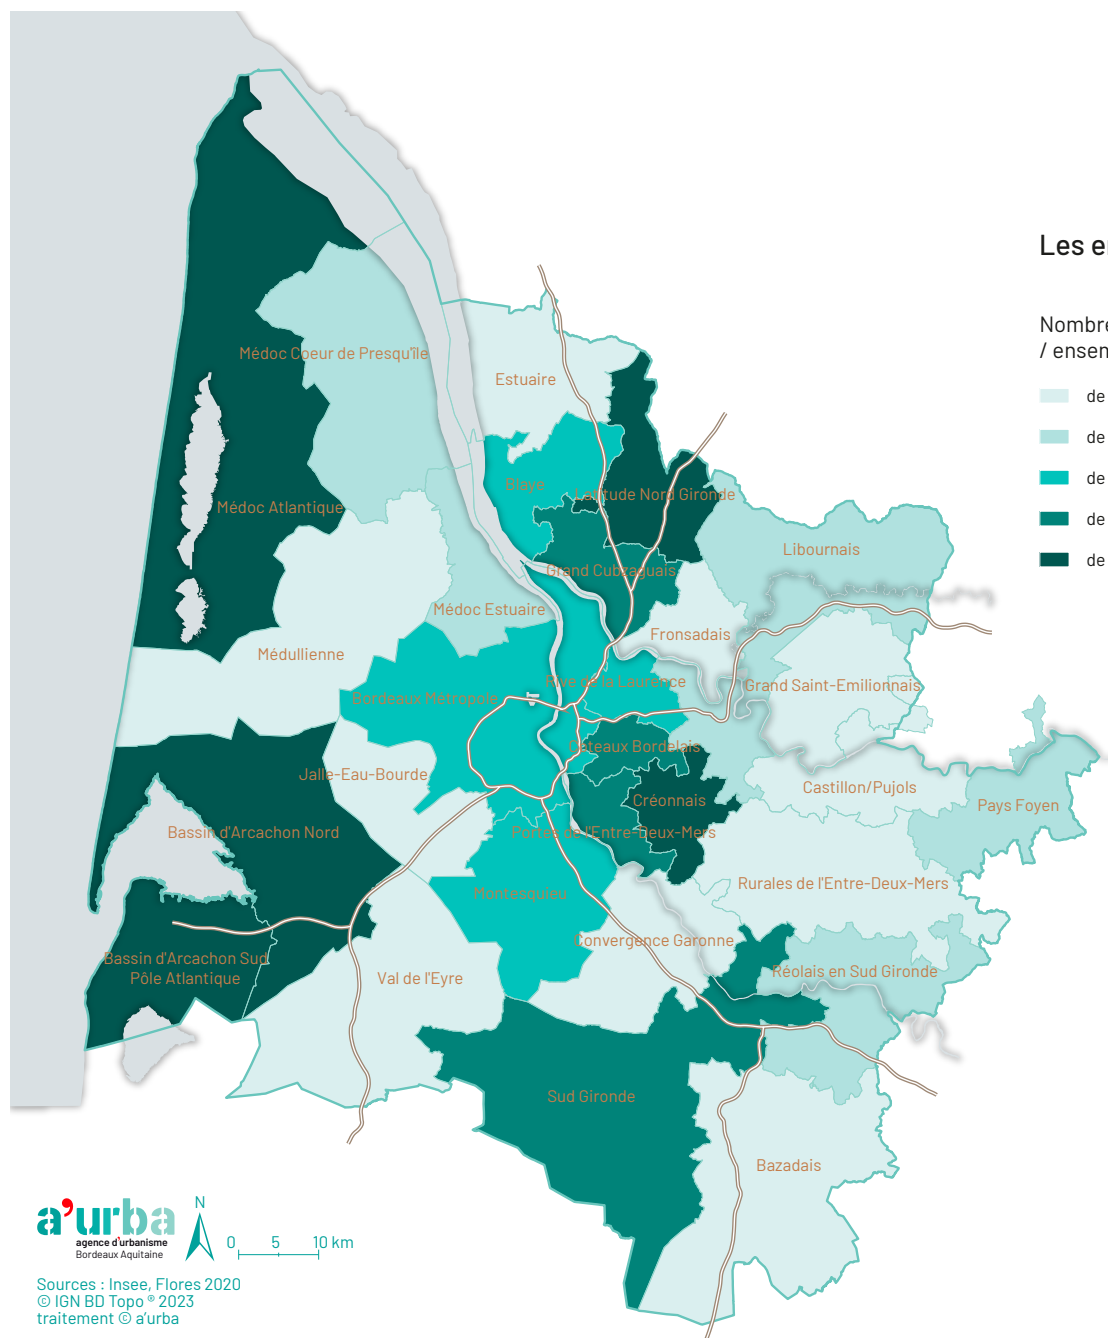 Les e
Nombre
/ ensem
de
de
de
de
de
Médoc Coeur de Presqu'île
Estuaire
Blaye
Latitude Nord Gironde
Médoc Atlantique
Libournais
Grand Cubzaguais
Médoc Estuaire
Fronsadais
Médullienne
Rive de la Laurence
Grand Saint-Emilionnais
Bordeaux Métropole
Coteaux Bordelais
Jalle-Eau-Bourde
Castillon/Pujols
Créonnais
Pays Foyen
Bassin d'Arcachon Nord
Portes de l'Entre-Deux-Mers
Rurales de l'Entre-Deux-Mers
Montesquieu
Convergence Garonne
Bassin d'Arcachon Sud
Pôle Atlantique
Val de l'Eyre
Réolais en Sud Gironde
Sud Gironde
Bazadais
a'urba
agence d'urbanisme
Bordeaux Aquitaine
N
0 5 10 km
Sources : Insee, Flores 2020
© IGN BD Topo ® 2023
traitement © a'urba